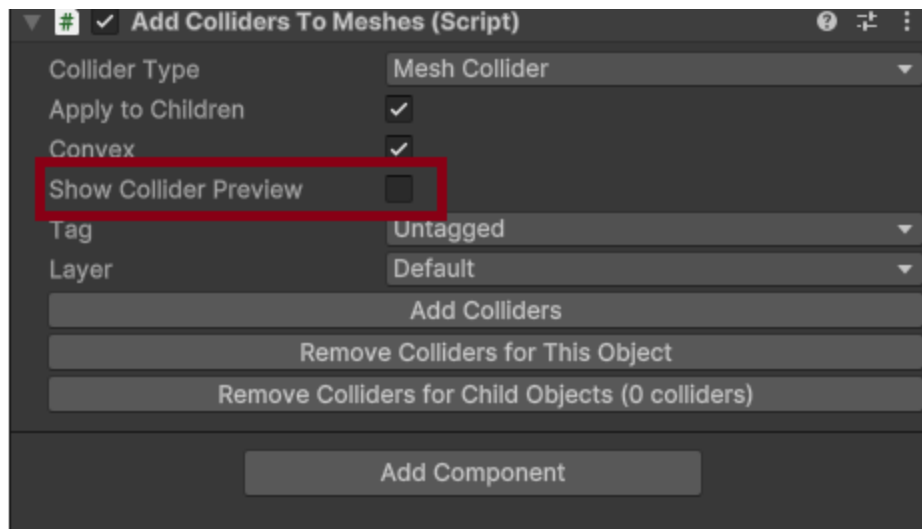 # Add Colliders To Meshes (Script)
Collider Type Mesh Collider
Apply to Children
Convex
Show Collider Preview
Tag Untagged
Layer Default
Add Colliders
Remove Colliders for This Object
Remove Colliders for Child Objects (0 colliders)
Add Component